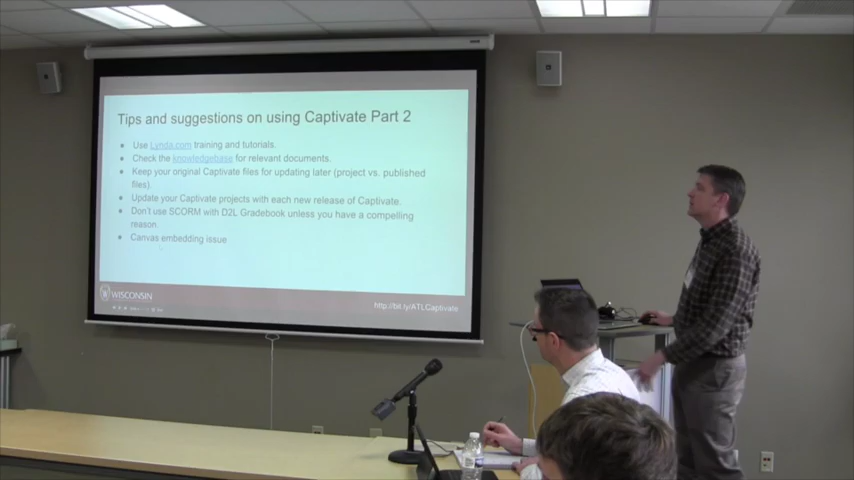 Tips and suggestions on using Captivate Part 2
● Use Lynda.com training and tutorials.
● Check the knowledgebase for relevant documents.
● Keep your original Captivate files for updating later (project vs. published
files).
● Update your Captivate projects with each new release of Captivate.
● Don't use SCORM with D2L Gradebook unless you have a compelling
reason.
● Canvas embedding issue
WISCONSIN
http://bit.ly/ATLCaptivate